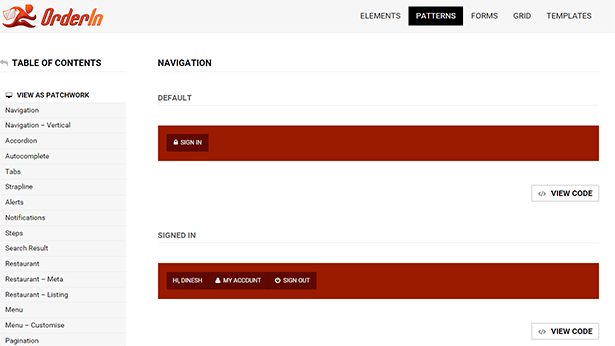 OrderIn
ELEMENTS PATTERNS FORMS GRID TEMPLATES
TABLE OF CONTENTS
VIEW AS PATCHWORK
Navigation
Navigation – Vertical
Accordion
Autocomplete
Tabs
Strapline
Alerts
Notifications
Steps
Search Result
Restaurant
Restaurant – Meta
Restaurant – Listing
Menu
Menu – Customise
Pagination
NAVIGATION
DEFAULT
SIGN IN
</> VIEW CODE
SIGNED IN
HI, DINESH MY ACCOUNT SIGN OUT
</> VIEW CODE